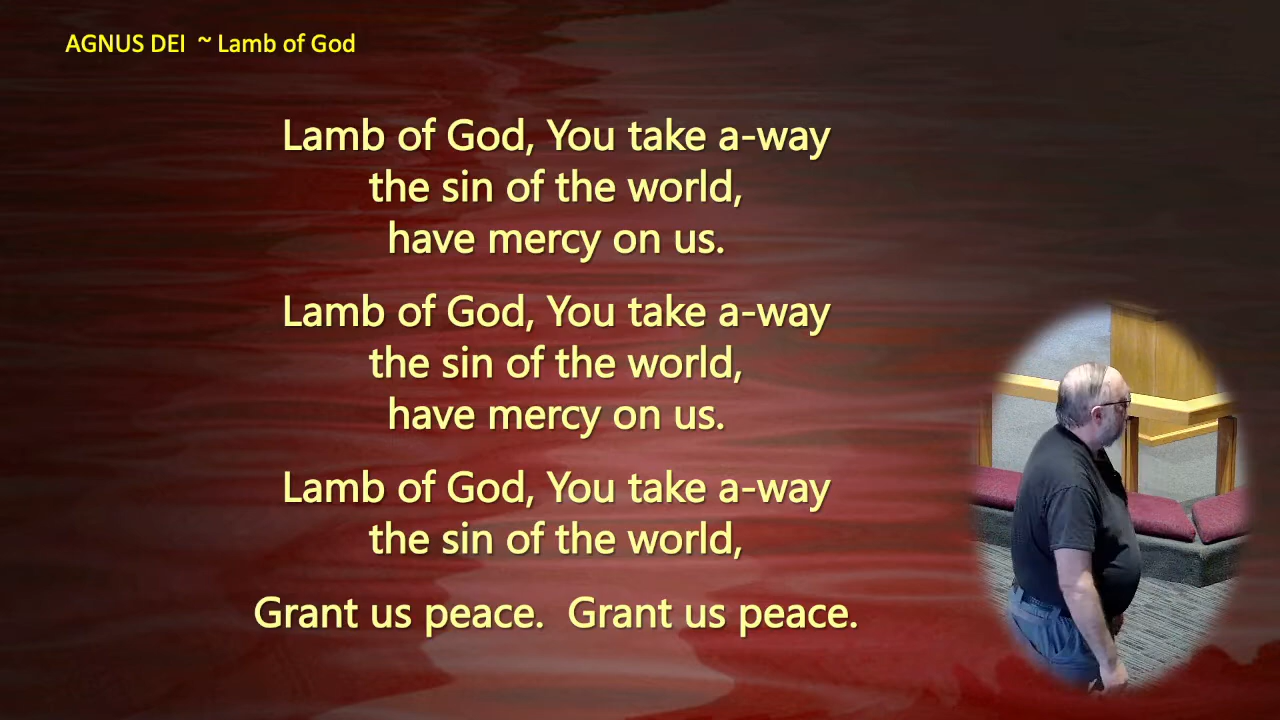 AGNUS DEI ~ Lamb of God
Lamb of God, You take a-way
the sin of the world,
have mercy on us.
Lamb of God, You take a-way
the sin of the world,
have mercy on us.
Lamb of God, You take a-way
the sin of the world,
Grant us peace. Grant us peace.